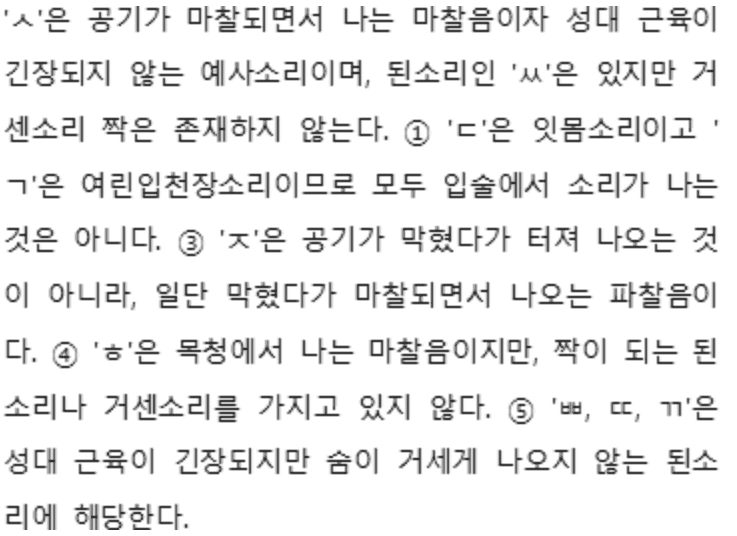 'ㅅ'은 공기가 마찰되면서 나는 마찰음이자 성대 근육이
긴장되지 않는 예사소리이며, 된소리인 'ㅆ'은 있지만 거
센소리 짝은 존재하지 않는다. ① 'ㄷ'은 잇몸소리이고 '
ㄱ'은 여린입천장소리이므로 모두 입술에서 소리가 나는
것은 아니다. ③ 'ㅈ'은 공기가 막혔다가 터져 나오는 것
이 아니라, 일단 막혔다가 마찰되면서 나오는 파찰음이
다. ④ 'ㅎ'은 목청에서 나는 마찰음이지만, 짝이 되는 된
소리나 거센소리를 가지고 있지 않다. ⑤ 'ㅃ, ㄸ, ㄲ'은
성대 근육이 긴장되지만 숨이 거세게 나오지 않는 된소
리에 해당한다.